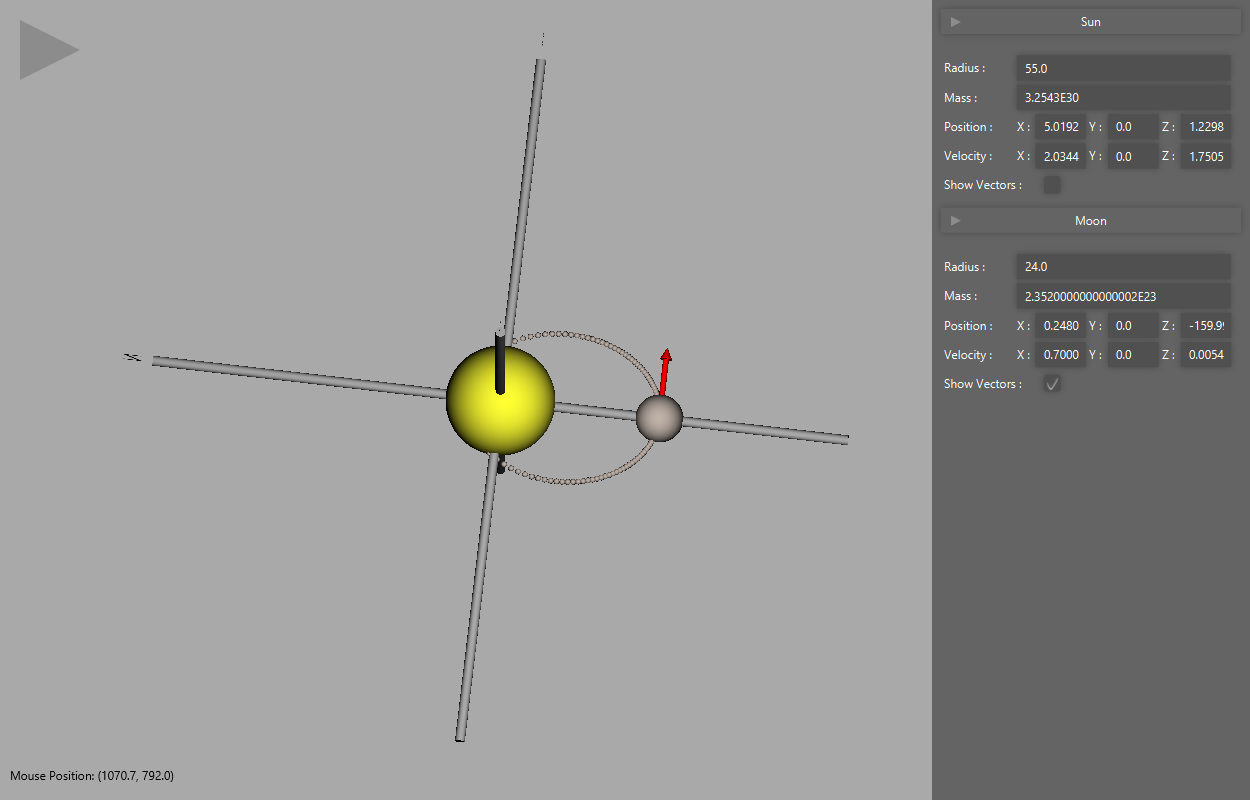 Sun
Radius : 55.0
Mass : 3.2543E30
Position : X : 5.0192 Y : 0.0 Z : 1.2298
Velocity : X : 2.0344 Y : 0.0 Z : 1.7505
Show Vectors :
Moon
Radius : 24.0
Mass : 2.3520000000000002E23
Position : X : 0.2480 Y : 0.0 Z : -159.9
Velocity : X : 0.7000 Y : 0.0 Z : 0.0054
Show Vectors :
Mouse Position: (1070.7, 792.0)